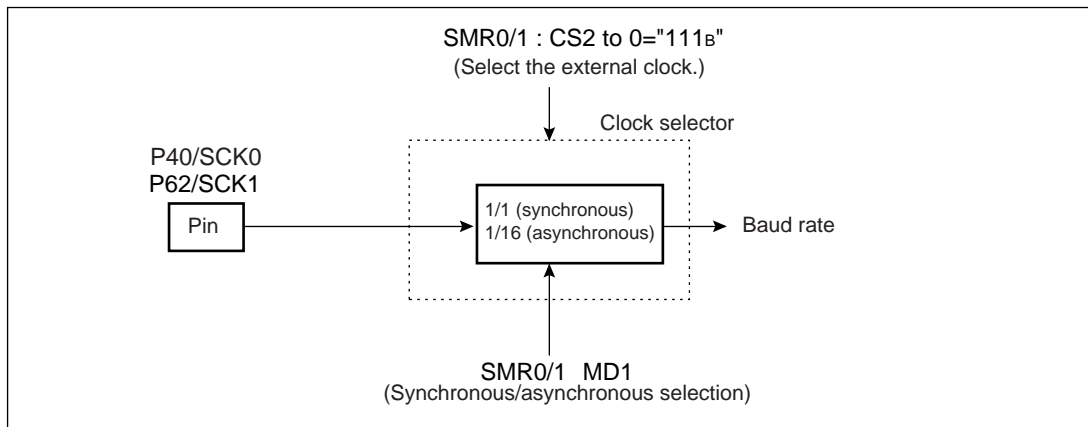 SMR0/1 : CS2 to 0="111B"
(Select the external clock.)
Clock selector
P40/SCK0
P62/SCK1
Pin
1/1 (synchronous)
1/16 (asynchronous)
Baud rate
SMR0/1 MD1
(Synchronous/asynchronous selection)